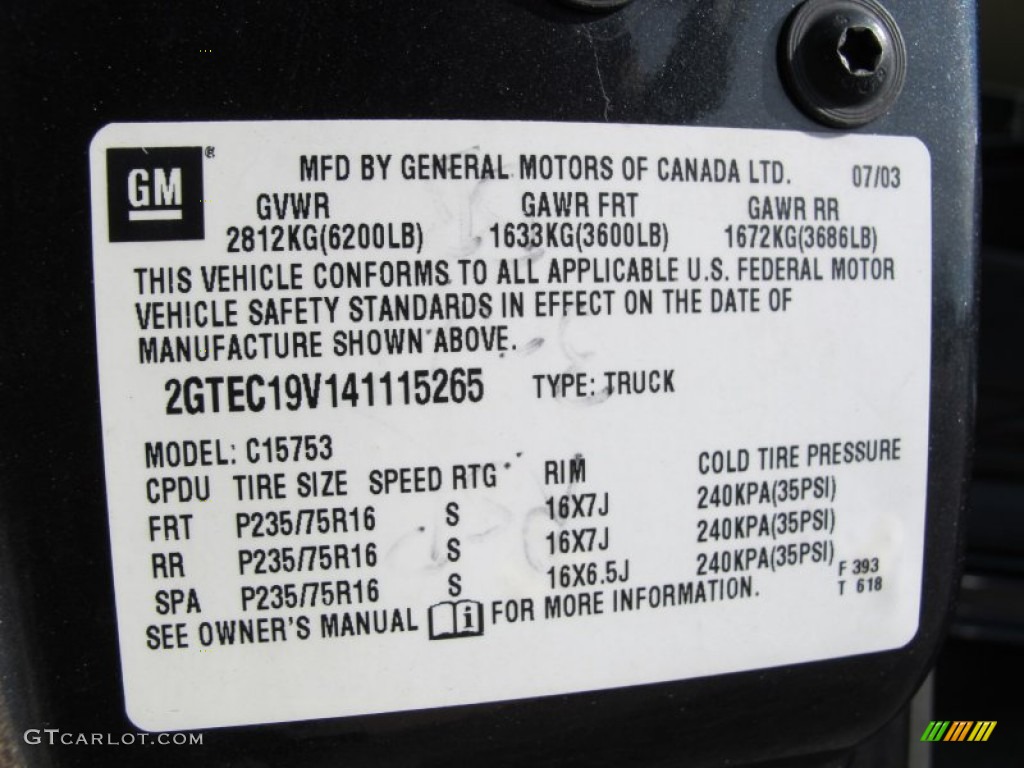 GM ® MFD BY GENERAL MOTORS OF CANADA LTD. 07/03
GVWR GAWR FRT GAWR RR
2812KG(6200LB) 1633KG(3600LB) 1672KG(3686LB)
THIS VEHICLE CONFORMS TO ALL APPLICABLE U.S. FEDERAL MOTOR
VEHICLE SAFETY STANDARDS IN EFFECT ON THE DATE OF
MANUFACTURE SHOWN ABOVE.
2GTEC19V141115265 TYPE: TRUCK
MODEL: C15753
CPDU TIRE SIZE SPEED RTG RIM COLD TIRE PRESSURE
FRT P235/75R16 S 16X7J 240KPA(35PSI)
RR P235/75R16 S 16X7J 240KPA(35PSI)
SPA P235/75R16 S 16X6.5J 240KPA(35PSI)
F 393
T 618
SEE OWNER'S MANUAL i FOR MORE INFORMATION.
GTCARLOT.COM